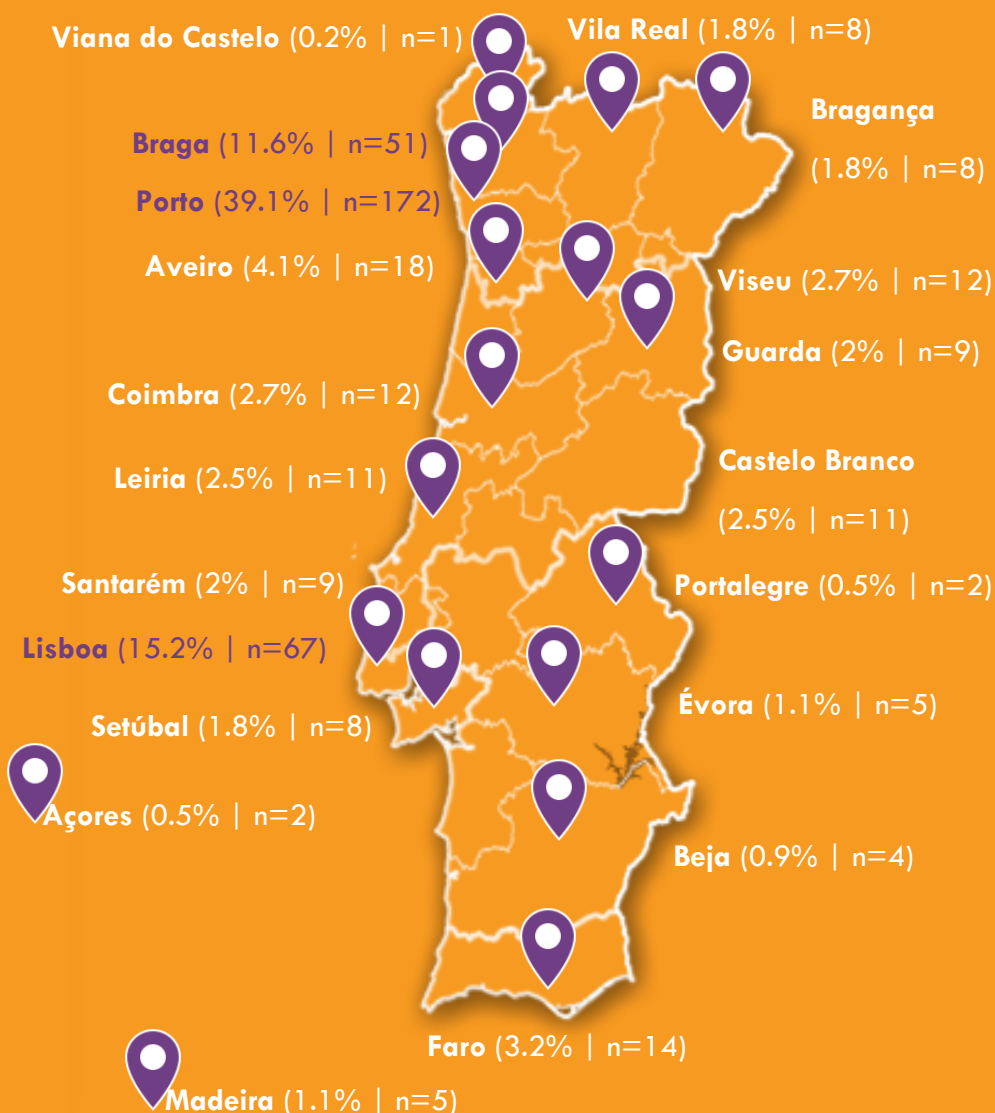 Viana do Castelo (0.2% | n=1)
Vila Real (1.8% | n=8)
Bragança
(1.8% | n=8)
Braga (11.6% | n=51)
Porto (39.1% | n=172)
Aveiro (4.1% | n=18)
Viseu (2.7% | n=12)
Guarda (2% | n=9)
Coimbra (2.7% | n=12)
Leiria (2.5% | n=11)
Castelo Branco
(2.5% | n=11)
Santarém (2% | n=9)
Portalegre (0.5% | n=2)
Lisboa (15.2% | n=67)
Évora (1.1% | n=5)
Setúbal (1.8% | n=8)
Açores (0.5% | n=2)
Beja (0.9% | n=4)
Faro (3.2% | n=14)
Madeira (1.1% | n=5)